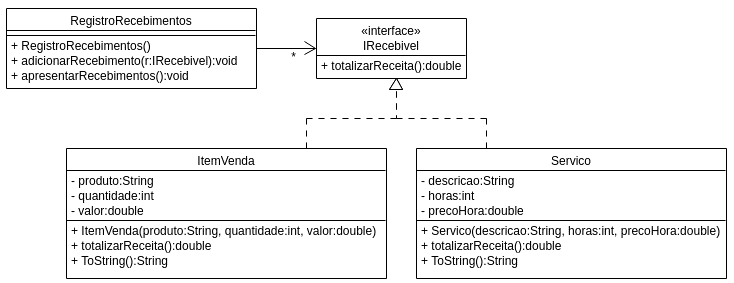 RegistroRecebimentos
+ RegistroRecebimentos()
+ adicionarRecebimento(r:IRecebivel):void
+ apresentarRecebimentos():void
*
«interface»
IRecebivel
+ totalizarReceita():double
ItemVenda
- produto:String
- quantidade:int
- valor:double
+ ItemVenda(produto:String, quantidade:int, valor:double)
+ totalizarReceita():double
+ ToString():String
Servico
- descricao:String
- horas:int
- precoHora:double
+ Servico(descricao:String, horas:int, precoHora:double)
+ totalizarReceita():double
+ ToString():String